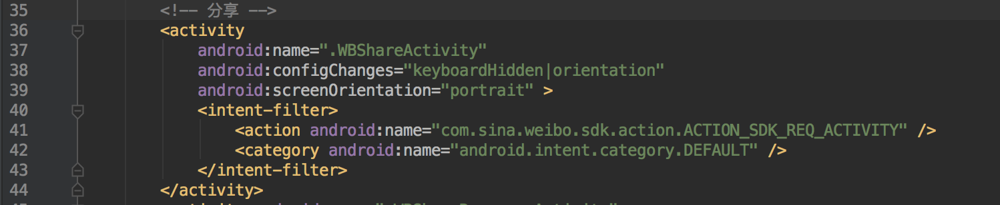 35 <!-- 分享 -->
36 <activity
37 android:name=".WBShareActivity"
38 android:configChanges="keyboardHidden|orientation"
39 android:screenOrientation="portrait" >
40 <intent-filter>
41 <action android:name="com.sina.weibo.sdk.action.ACTION_SDK_REQ_ACTIVITY" />
42 <category android:name="android.intent.category.DEFAULT" />
43 </intent-filter>
44 </activity>